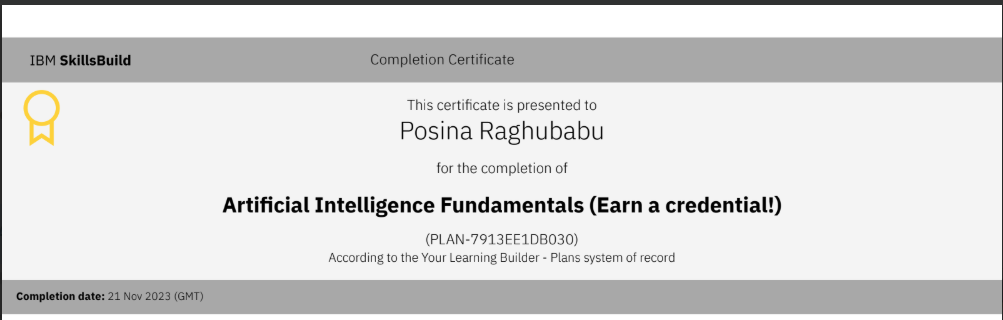 IBM SkillsBuild
Completion Certificate
This certificate is presented to
Posina Raghubabu
for the completion of
Artificial Intelligence Fundamentals (Earn a credential!)
(PLAN-7913EE1DB030)
According to the Your Learning Builder - Plans system of record
Completion date: 21 Nov 2023 (GMT)